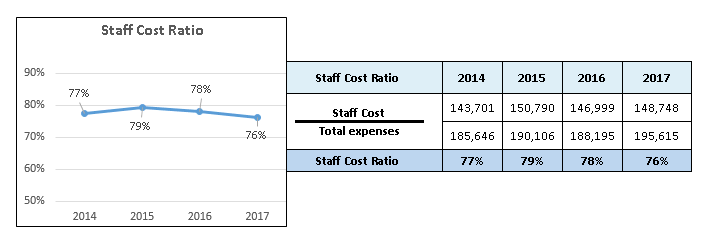 Staff Cost Ratio
90%
80%
70%
60%
50%
77%
79%
78%
76%
2014 2015 2016 2017
Staff Cost Ratio 2014 2015 2016 2017
Staff Cost 143,701 150,790 146,999 148,748
Total expenses 185,646 190,106 188,195 195,615
Staff Cost Ratio 77% 79% 78% 76%